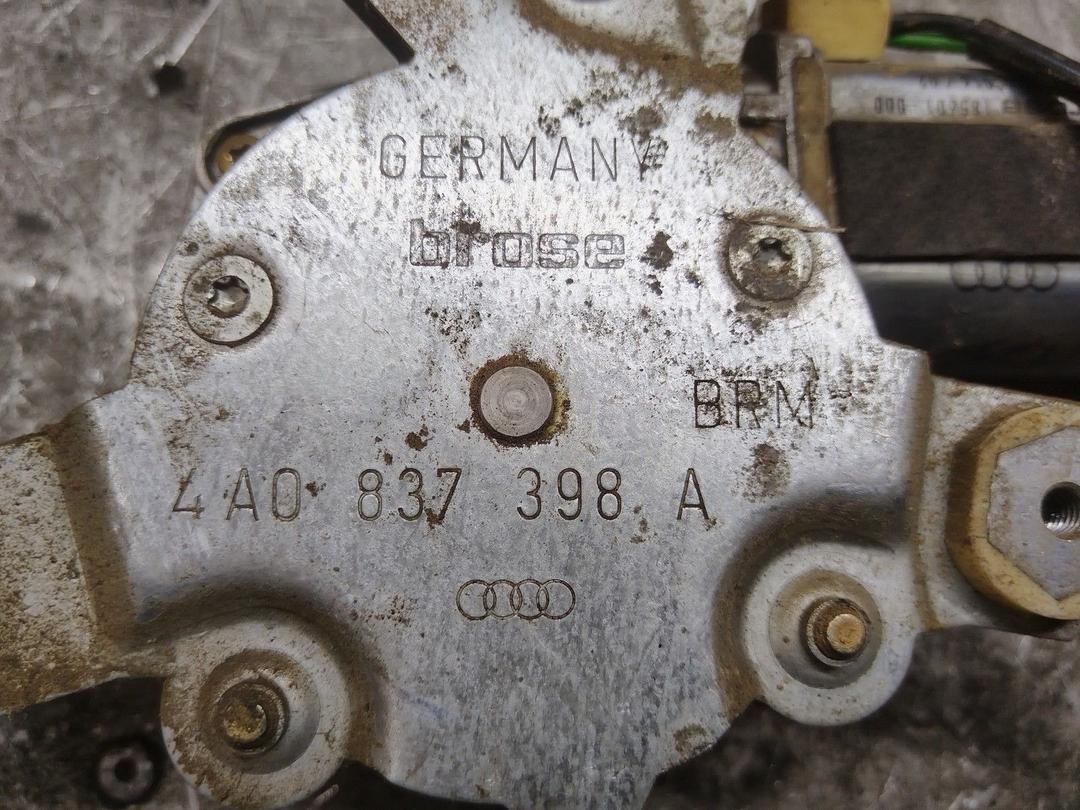 GERMANY
brose
BRM
4A0 837 398 A